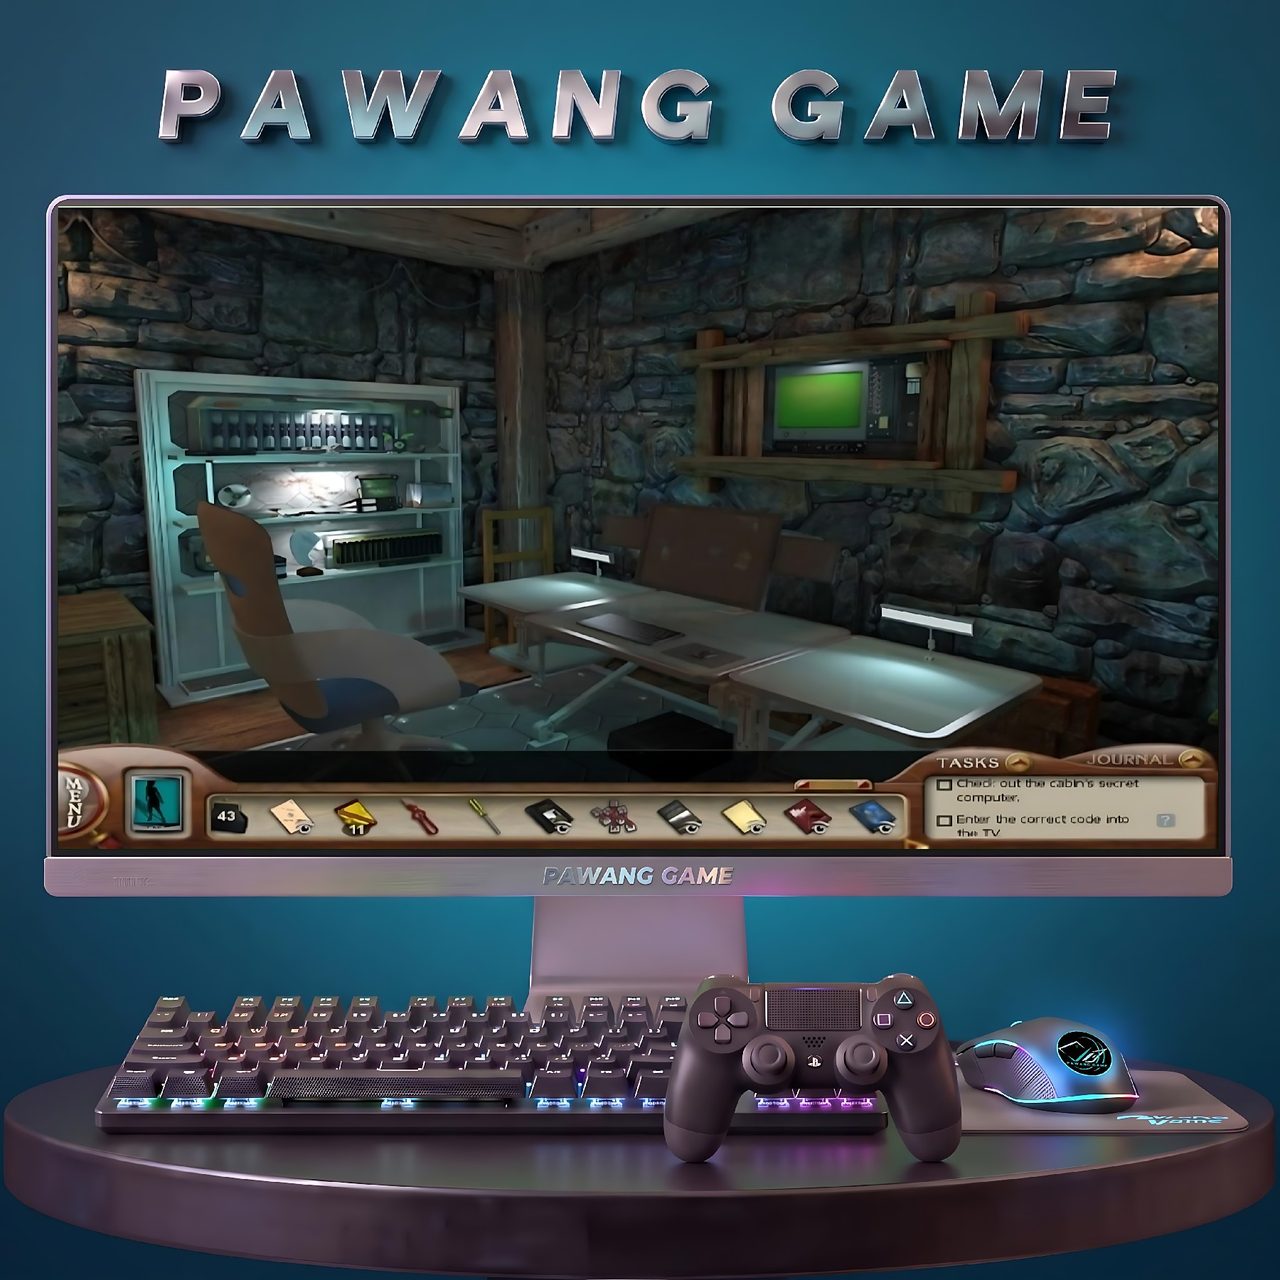 PAWANG GAME
TASKS
JOURNAL
MENU
Check out the cabin's secret
computer.
43
11
Enter the correct code into
the TV
?
PAWANG GAME